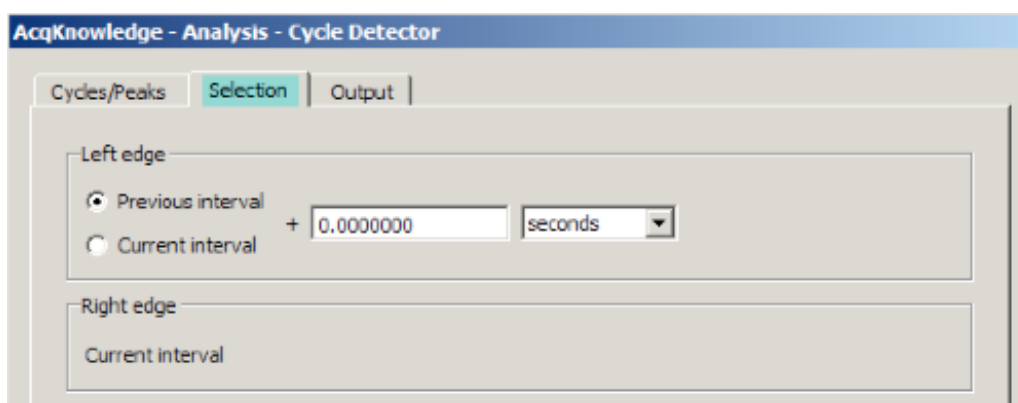 AcqKnowledge - Analysis - Cycle Detector
Cycles/Peaks Selection Output
Left edge
Previous interval
+ 0.0000000 seconds
Current interval
Right edge
Current interval